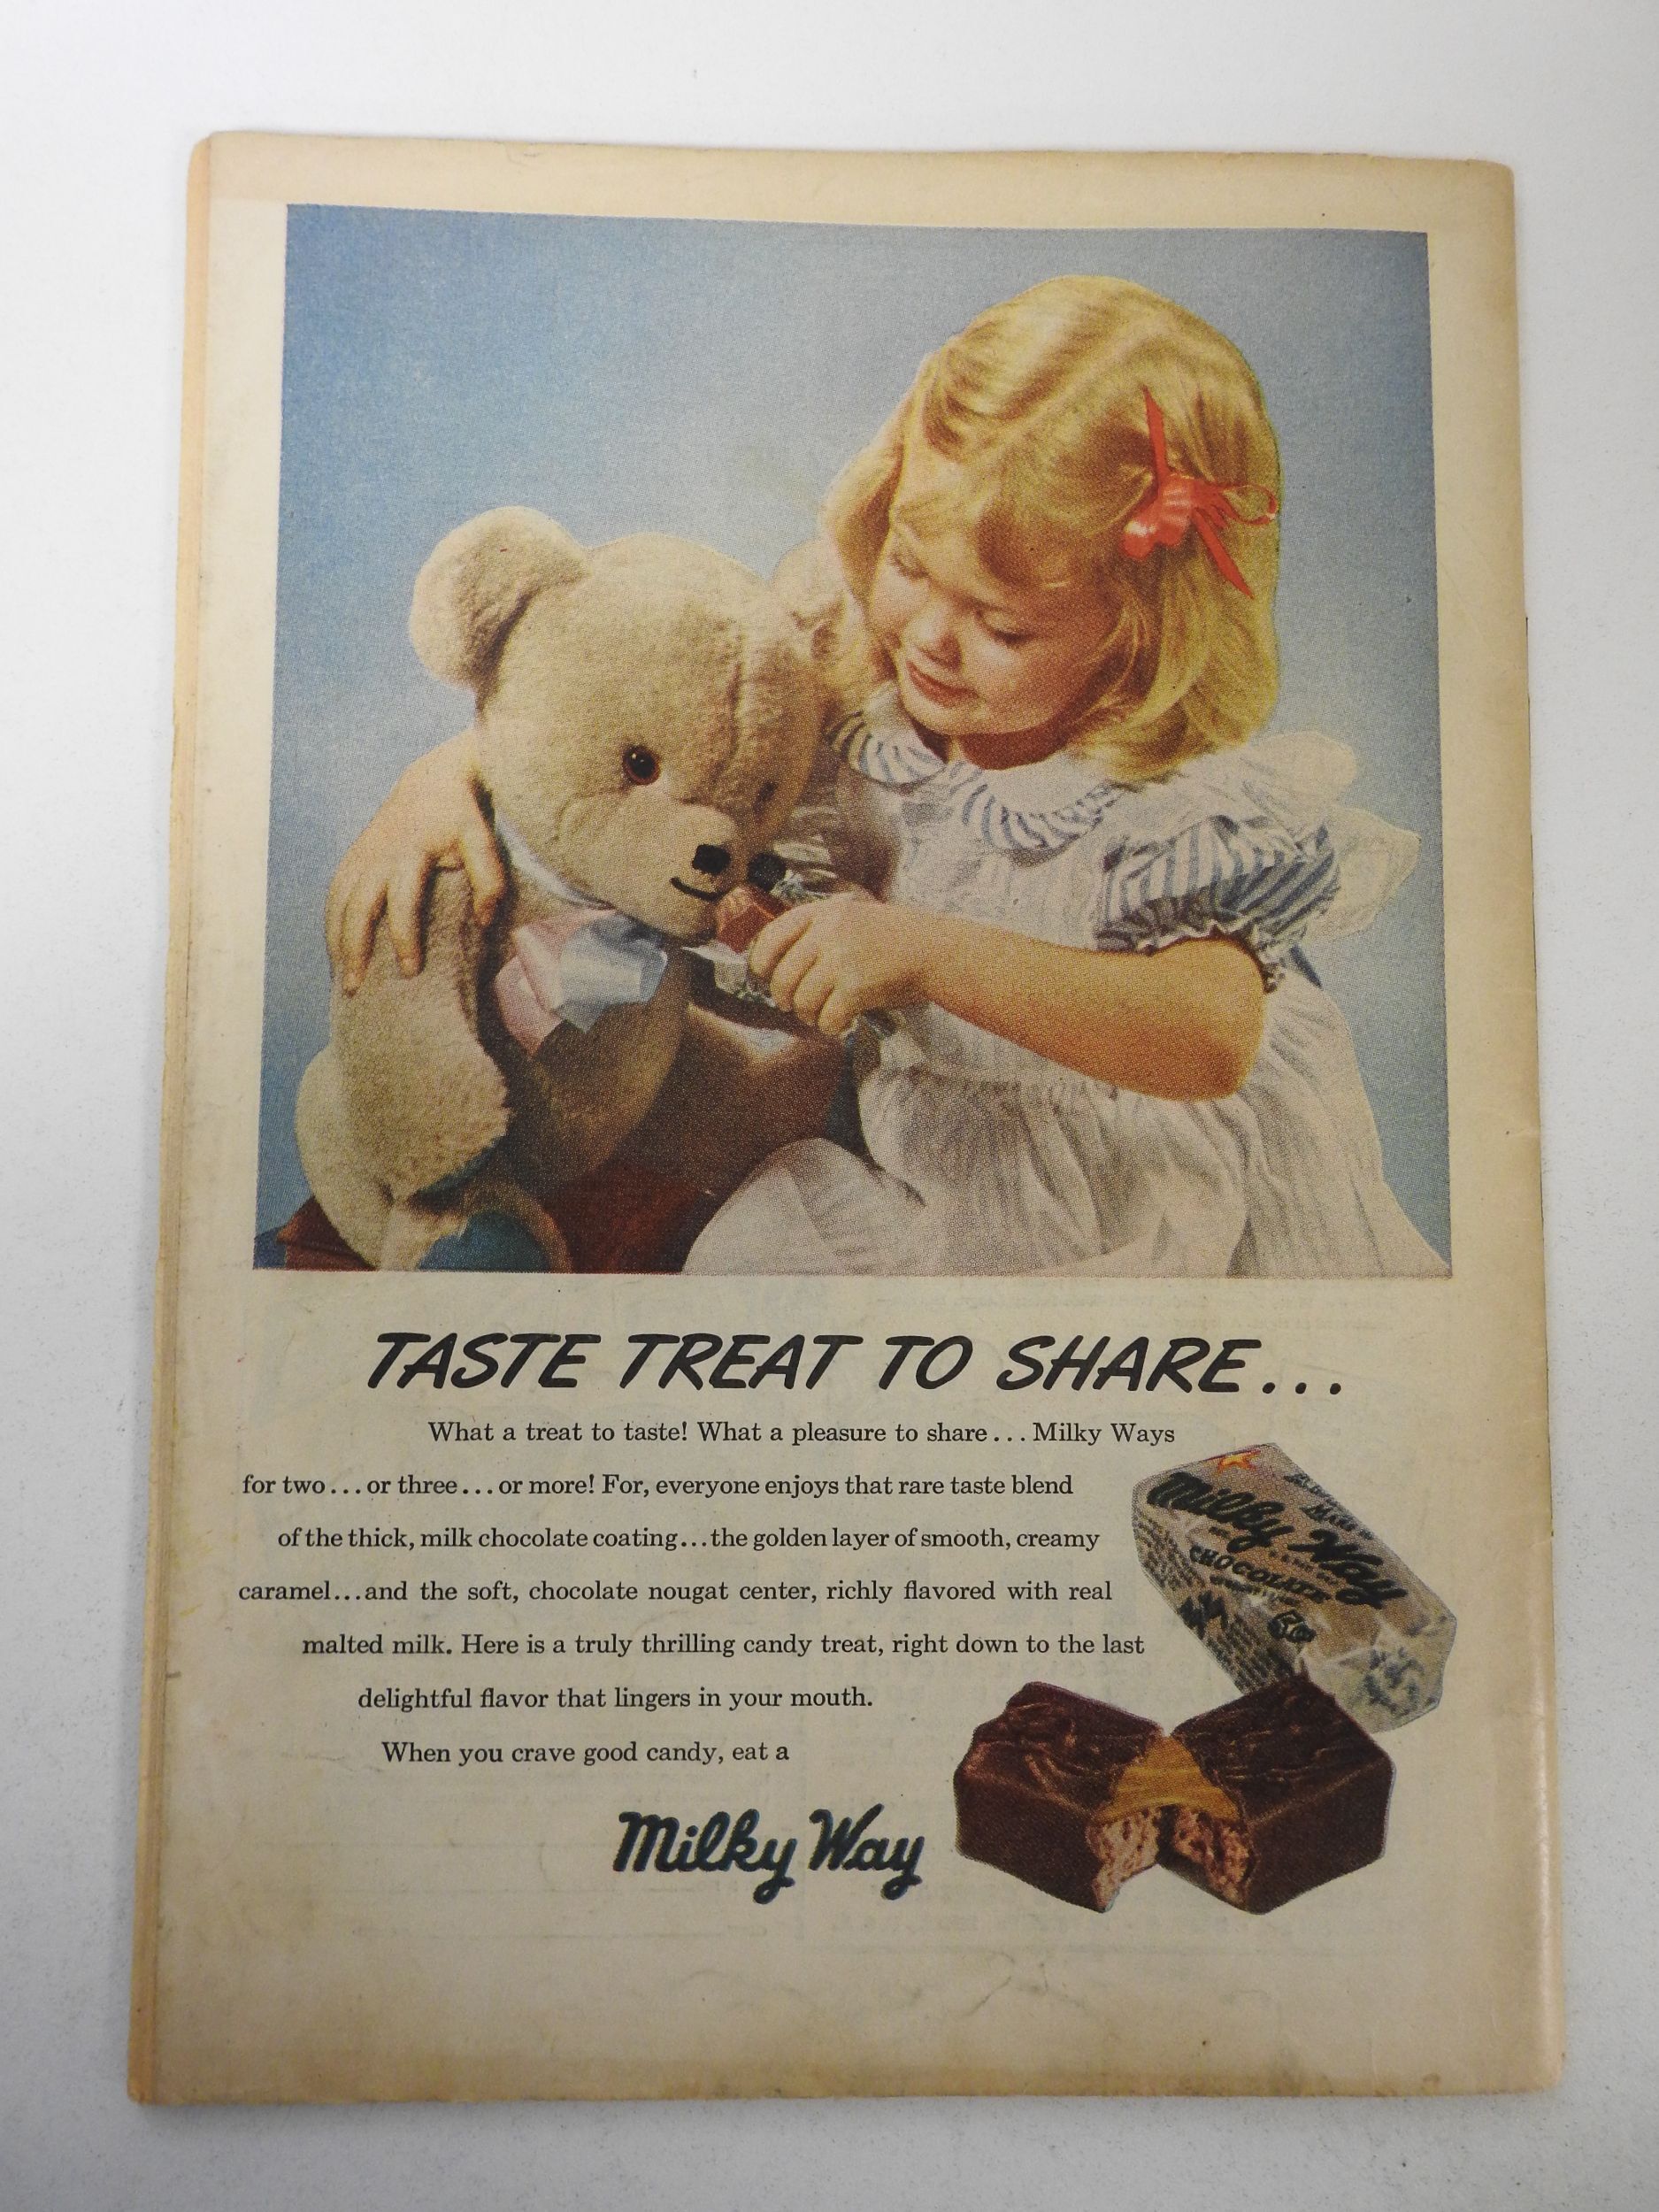 TASTE TREAT TO SHARE...
What a treat to taste! What a pleasure to share... Milky Ways
for two...or three...or more! For, everyone enjoys that rare taste blend
of the thick, milk chocolate coating...the golden layer of smooth, creamy
caramel...and the soft, chocolate nougat center, richly flavored with real
malted milk. Here is a truly thrilling candy treat, right down to the last
delightful flavor that lingers in your mouth.
When you crave good candy, eat a
Milky Way
Milky Way
CHOCOLATE
5¢